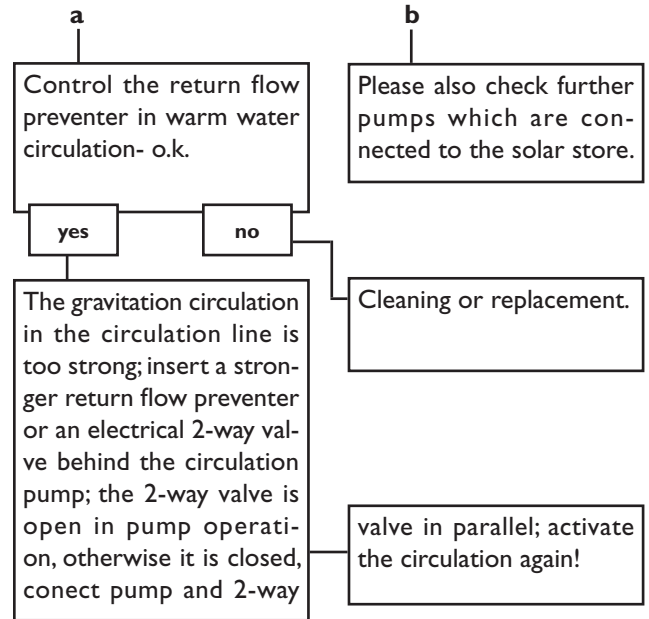 a
Control the return flow
preventer in warm water
circulation- o.k.
yes
no
The gravitation circulation
in the circulation line is
too strong; insert a stron-
ger return flow preventer
or an electrical 2-way val-
ve behind the circulation
pump; the 2-way valve is
open in pump operati-
on, otherwise it is closed,
conect pump and 2-way
valve in parallel; activate
the circulation again!
Cleaning or replacement.
b
Please also check further
pumps which are con-
nected to the solar store.